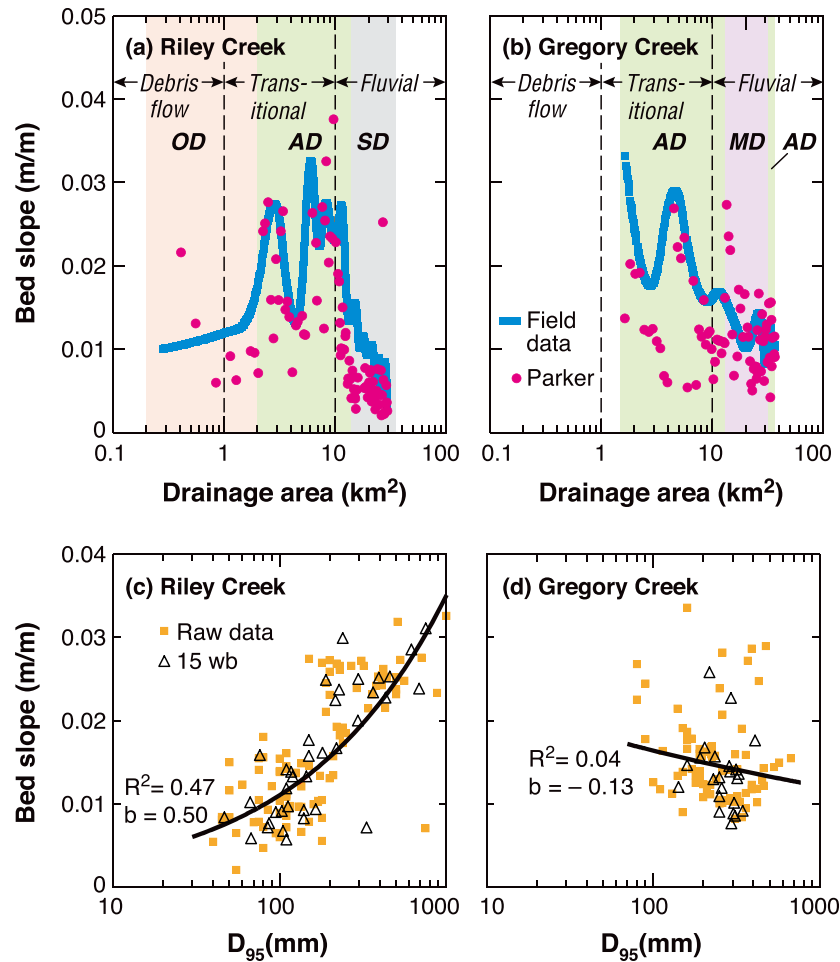 (a) Riley Creek
Debris flow
Trans- itional
Fluvial
OD
AD
SD
0.05
0.04
0.03
0.02
0.01
0
0.1
1
10
100
Bed slope (m/m)
Drainage area (km²)
(b) Gregory Creek
Debris flow
Trans- itional
Fluvial
AD
MD
AD
Field data
Parker
0.1
1
10
100
Drainage area (km²)
(c) Riley Creek
Raw data
15 wb
R²= 0.47
b = 0.50
0.04
0.03
0.02
0.01
0
10
100
1000
Bed slope (m/m)
D₉₅(mm)
(d) Gregory Creek
R²= 0.04
b = – 0.13
10
100
1000
D₉₅(mm)